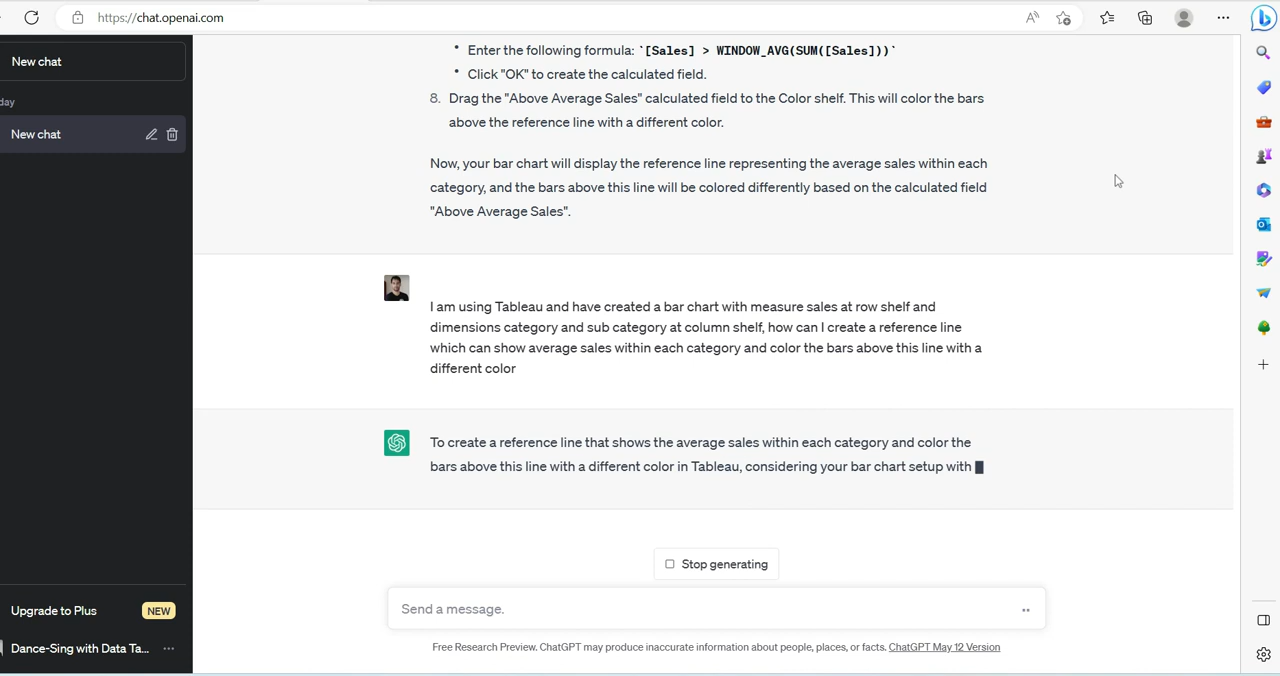 https://chat.openai.com
New chat
day
New chat
Upgrade to Plus NEW
Dance-Sing with Data Ta... ...
• Enter the following formula: `[Sales] > WINDOW_AVG(SUM([Sales]))`
• Click "OK" to create the calculated field.
8. Drag the "Above Average Sales" calculated field to the Color shelf. This will color the bars
above the reference line with a different color.
Now, your bar chart will display the reference line representing the average sales within each
category, and the bars above this line will be colored differently based on the calculated field
"Above Average Sales".
I am using Tableau and have created a bar chart with measure sales at row shelf and
dimensions category and sub category at column shelf, how can I create a reference line
which can show average sales within each category and color the bars above this line with a
different color
To create a reference line that shows the average sales within each category and color the
bars above this line with a different color in Tableau, considering your bar chart setup with
Stop generating
Send a message.
Free Research Preview. ChatGPT may produce inaccurate information about people, places, or facts. ChatGPT May 12 Version